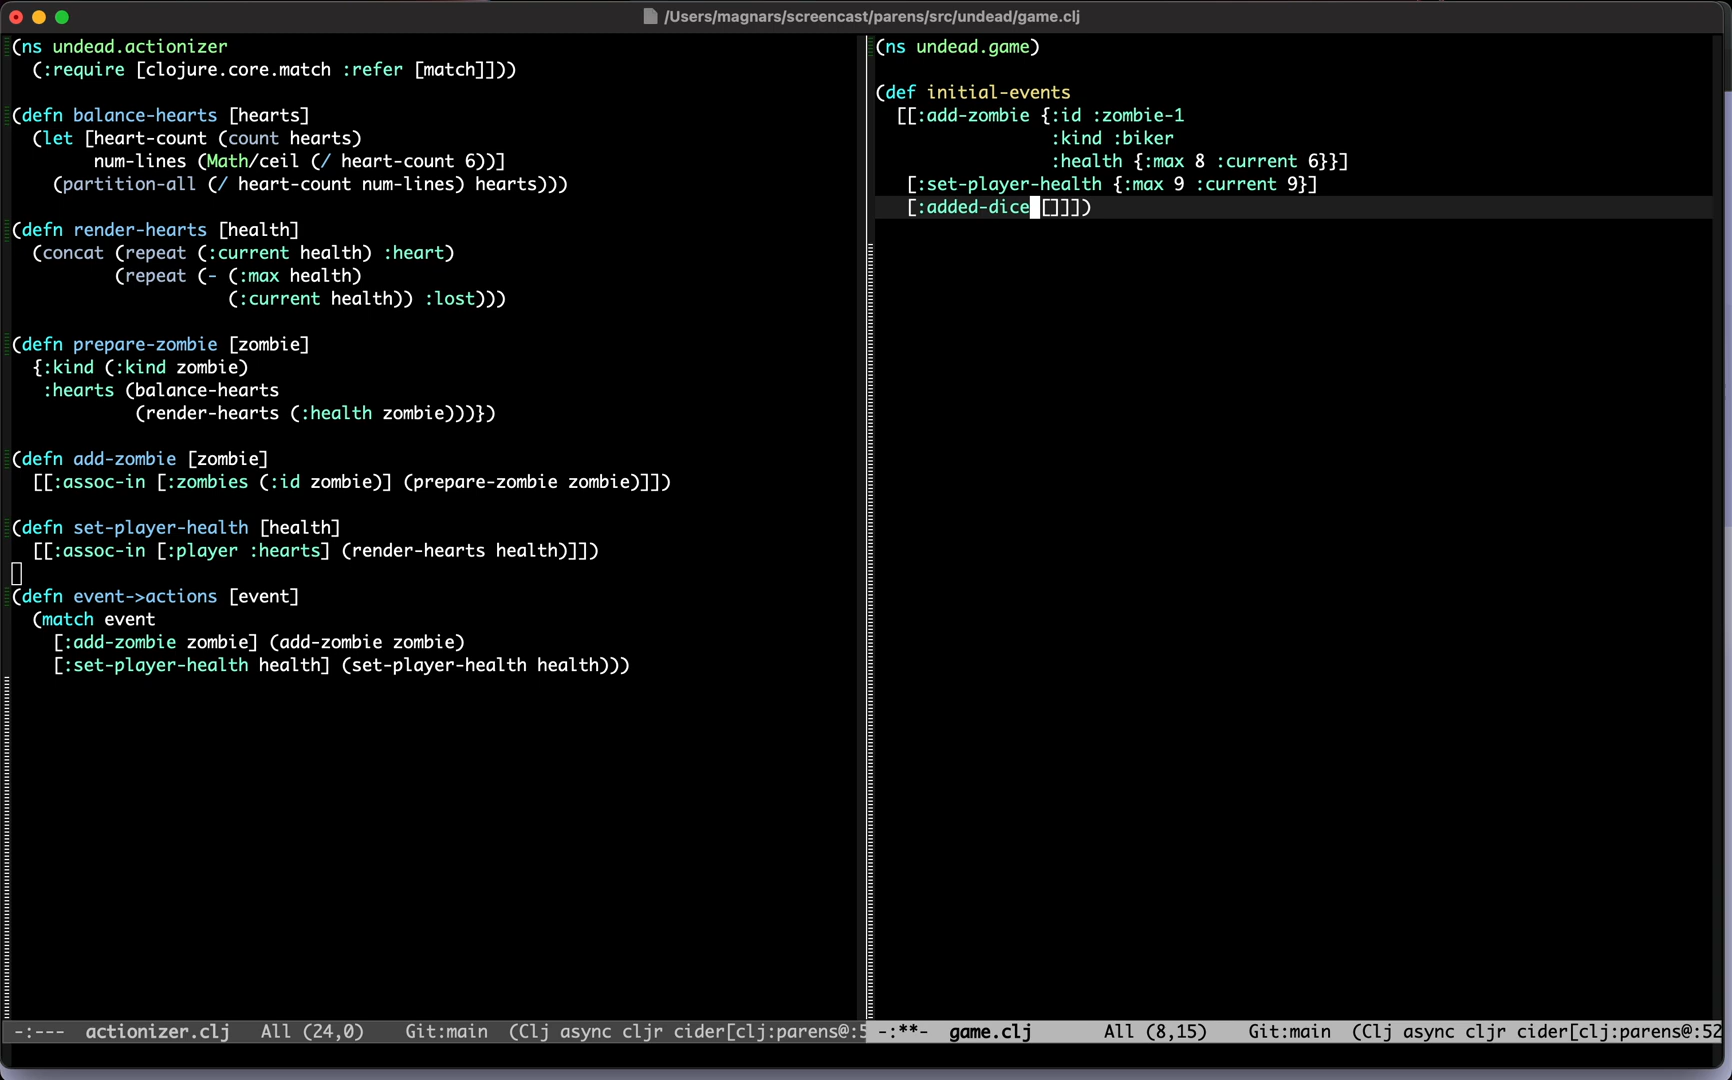 /Users/magnars/screencast/parens/src/undead/game.clj
(ns undead.actionizer
  (:require [clojure.core.match :refer [match]]))

(defn balance-hearts [hearts]
  (let [heart-count (count hearts)
        num-lines (Math/ceil (/ heart-count 6))]
    (partition-all (/ heart-count num-lines) hearts)))

(defn render-hearts [health]
  (concat (repeat (:current health) :heart)
          (repeat (- (:max health)
                     (:current health)) :lost)))

(defn prepare-zombie [zombie]
  {:kind (:kind zombie)
   :hearts (balance-hearts
            (render-hearts (:health zombie)))})

(defn add-zombie [zombie]
  [[:assoc-in [:zombies (:id zombie)] (prepare-zombie zombie)]])

(defn set-player-health [health]
  [[:assoc-in [:player :hearts] (render-hearts health)]])

(defn event->actions [event]
  (match event
    [:add-zombie zombie] (add-zombie zombie)
    [:set-player-health health] (set-player-health health)))
-:---  actionizer.clj   All (24,0)    Git:main  (Clj async cljr cider[clj:parens@:5
(ns undead.game)

(def initial-events
  [[:add-zombie {:id :zombie-1
                 :kind :biker
                 :health {:max 8 :current 6}}]
   [:set-player-health {:max 9 :current 9}]
   [:added-dice []]])
-:**-  game.clj       All (8,15)    Git:main  (Clj async cljr cider[clj:parens@:52